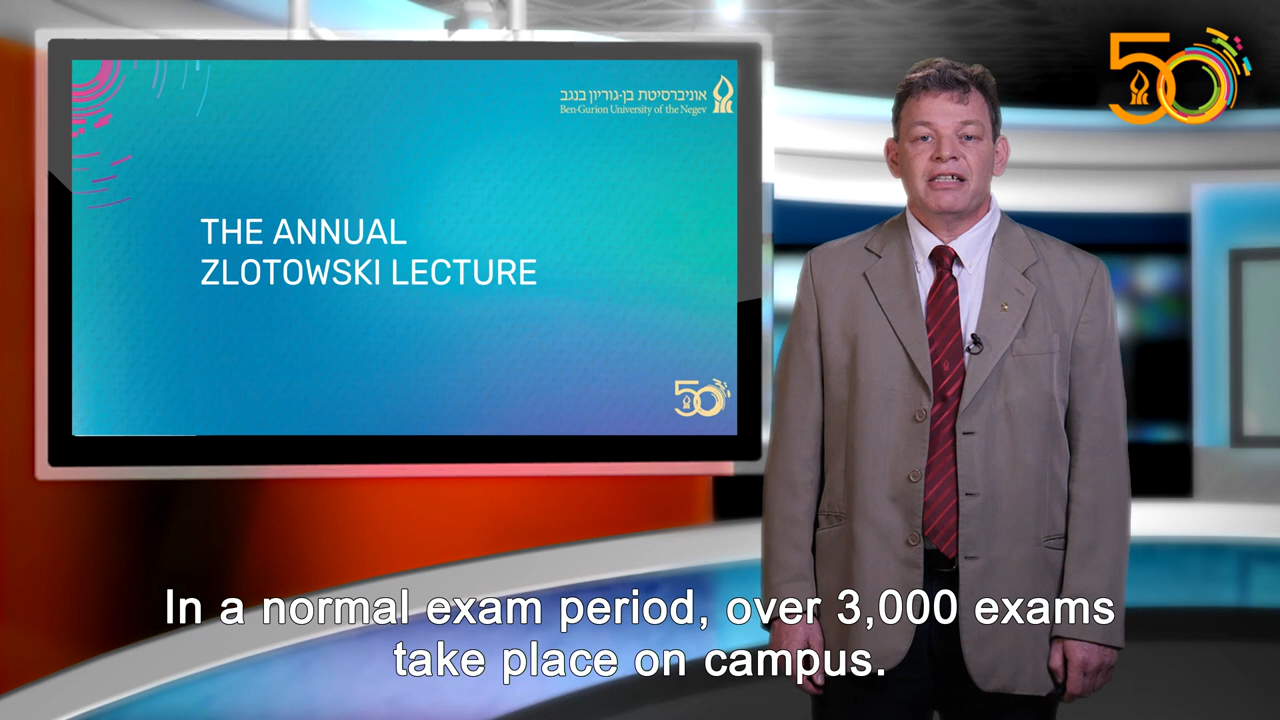 50
אוניברסיטת בן-גוריון בנגב
Ben-Gurion University of the Negev
THE ANNUAL
ZLOTOWSKI LECTURE
50
In a normal exam period, over 3,000 exams
take place on campus.